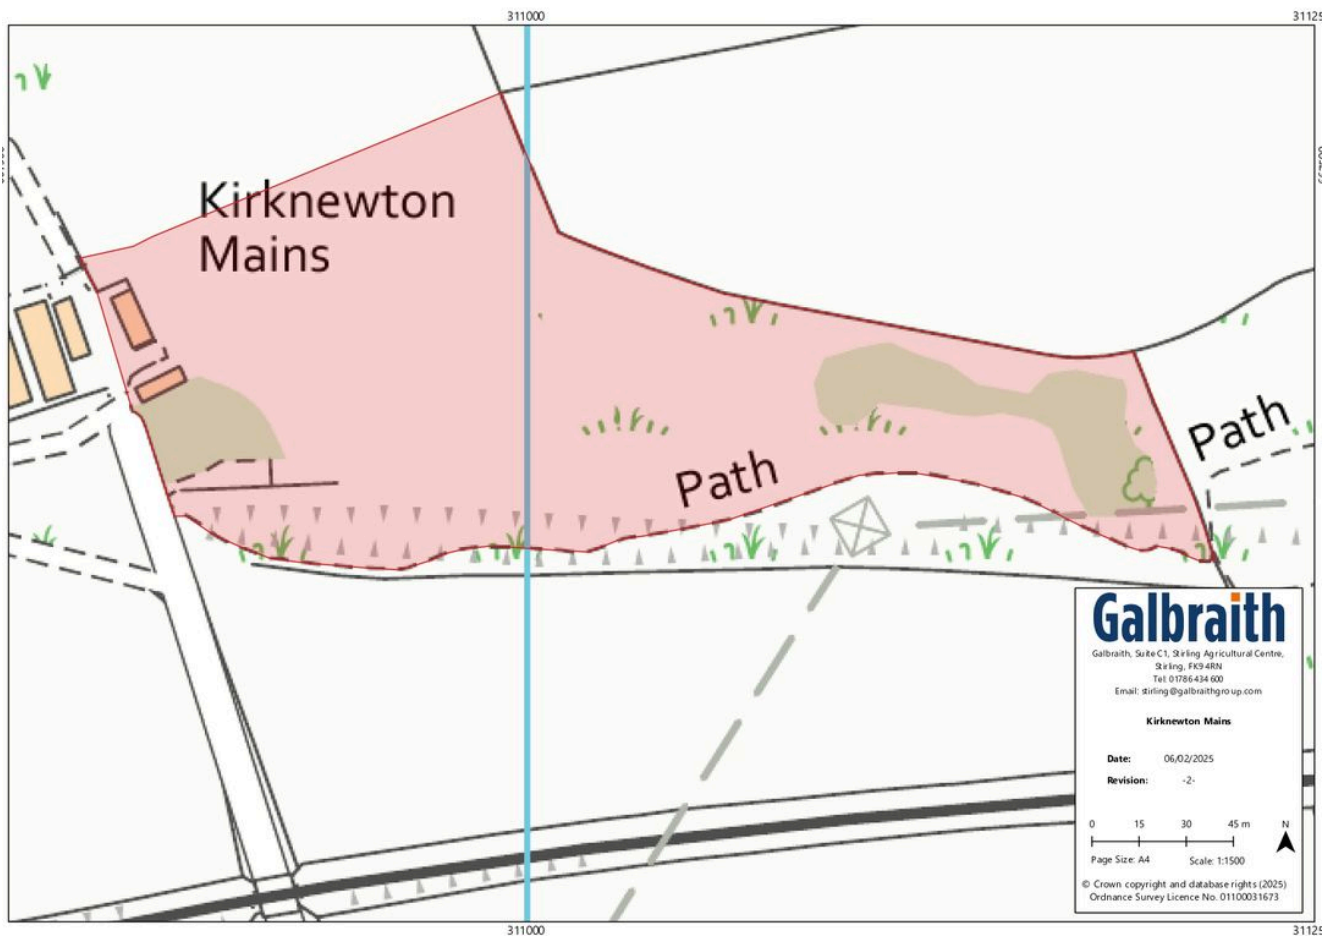 311000
Kirknewton
Mains
Path
Path
Galbraith
Galbraith, Suite C1, Stirling Agricultural Centre,
Stirling, FK9 4RN
Tel: 01786 434 600
Email: stirling@galbraithgroup.com
Kirknewton Mains
Date: 06/02/2025
Revision: -2-
0 15 30 45 m N
Page Size: A4 Scale: 1:1500
© Crown copyright and database rights (2025)
Ordnance Survey Licence No. 01100031673
311000